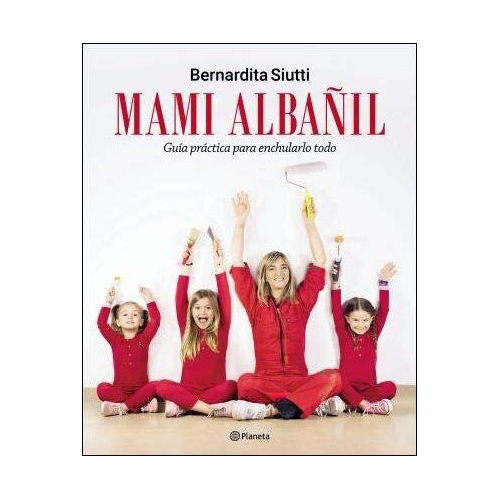 Bernardita Siutti
MAMI ALBAÑIL
Guía práctica para enchularlo todo
Planeta